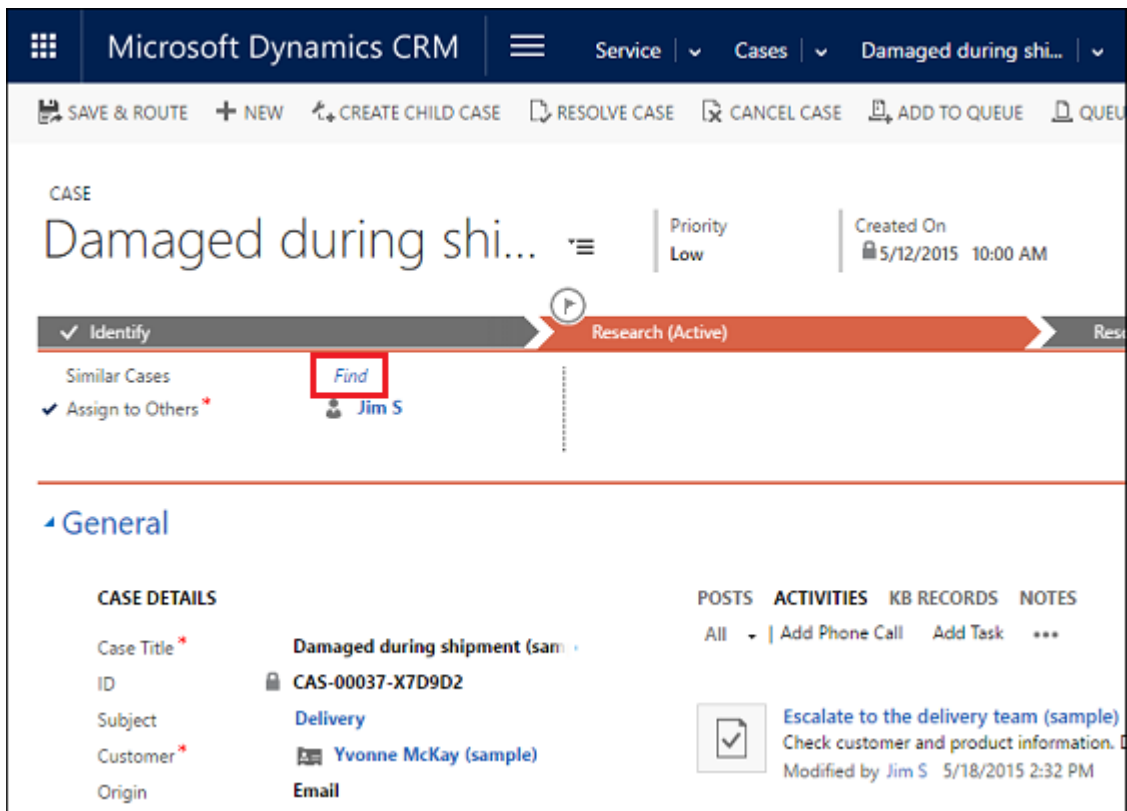 Microsoft Dynamics CRM Service Cases Damaged during shi...
SAVE & ROUTE NEW CREATE CHILD CASE RESOLVE CASE CANCEL CASE ADD TO QUEUE QUEU
CASE
Damaged during shi...
Priority
Low
Created On
5/12/2015 10:00 AM
Identify Research (Active) Reso
Similar Cases Find
Assign to Others* Jim S
General
CASE DETAILS
Case Title* Damaged during shipment (sam
ID CAS-00037-X7D9D2
Subject Delivery
Customer* Yvonne McKay (sample)
Origin Email
POSTS ACTIVITIES KB RECORDS NOTES
All | Add Phone Call Add Task •••
Escalate to the delivery team (sample)
Check customer and product information. D
Modified by Jim S 5/18/2015 2:32 PM